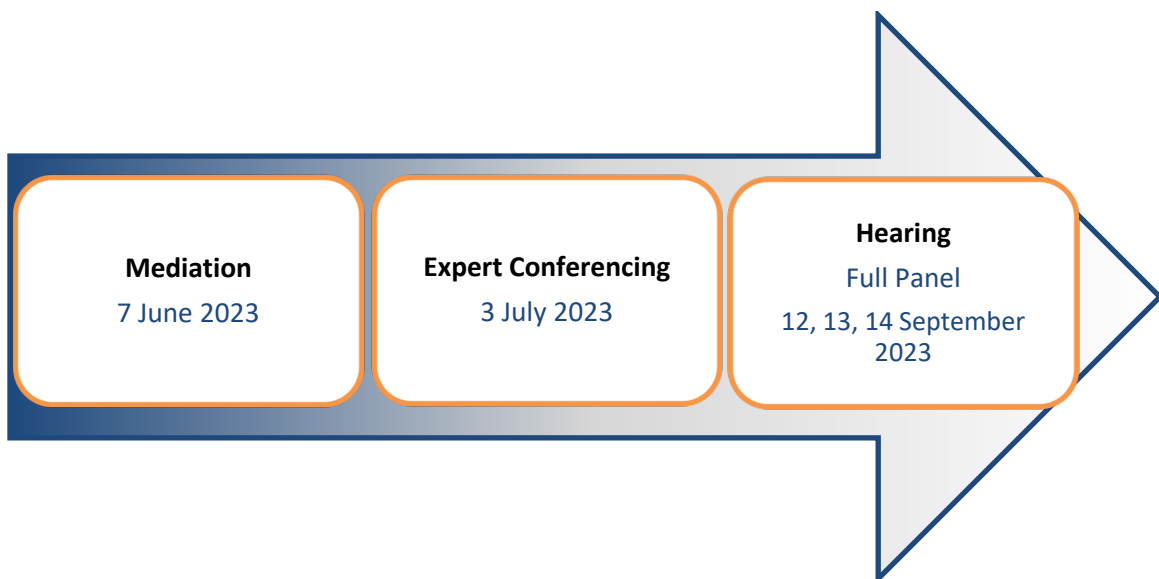 Mediation
7 June 2023
Expert Conferencing
3 July 2023
Hearing
Full Panel
12, 13, 14 September
2023